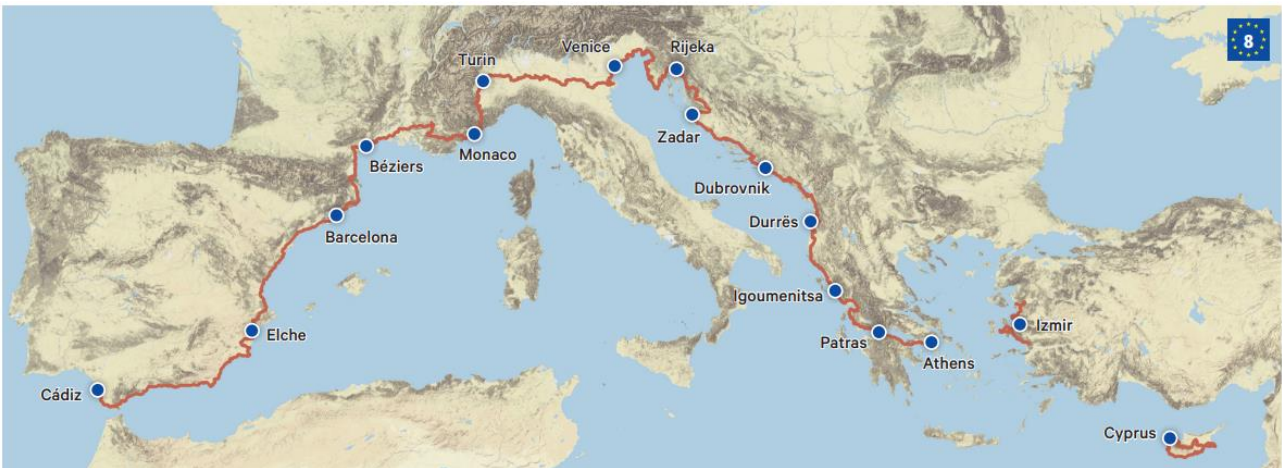 8
Venice
Rijeka
Turin
Zadar
Monaco
Béziers
Dubrovnik
Durrës
Barcelona
Igoumenitsa
Izmir
Elche
Patras
Athens
Cádiz
Cyprus